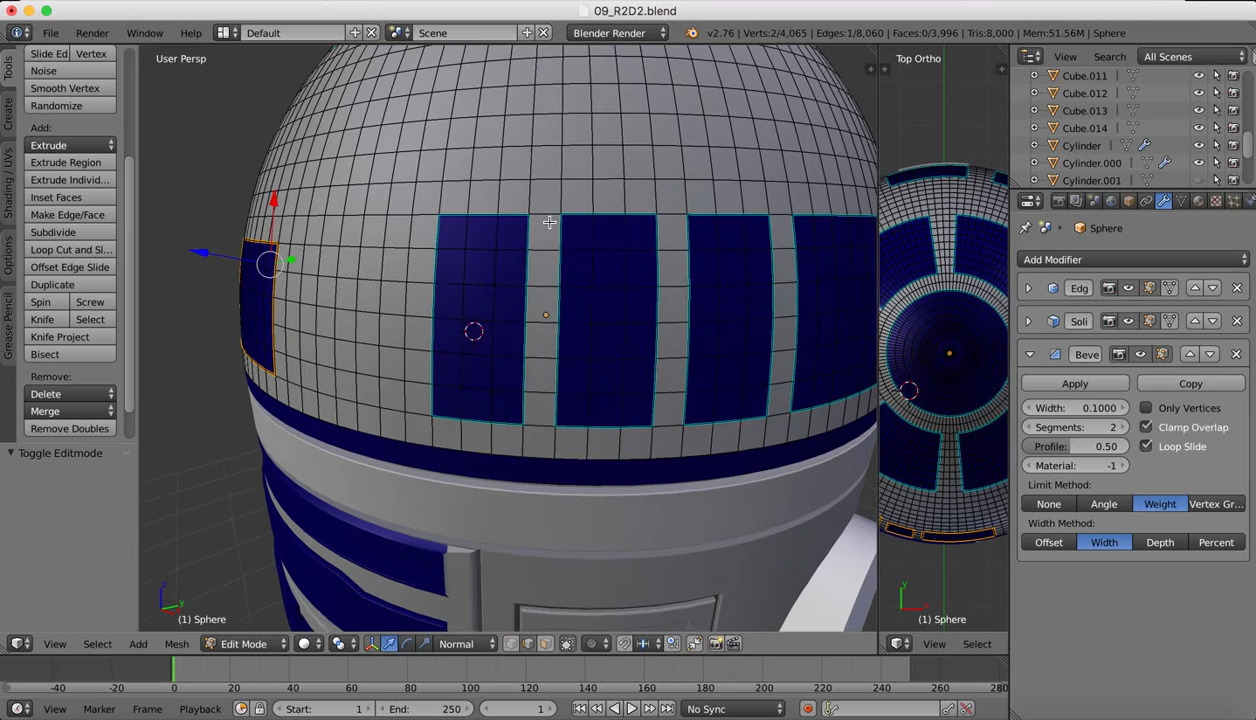 09_R2D2.blend
File Render Window Help Default Scene Blender Render v2.76 | Verts:2/4,065 | Edges:1/8,060 | Faces:0/3,996 | Tris:8,000 | Mem:51.56M | Sphere
Slide Ed Vertex
Noise
Smooth Vertex
Randomize
Add:
Extrude
Extrude Region
Extrude Individ...
Inset Faces
Make Edge/Face
Subdivide
Loop Cut and Sl...
Offset Edge Slide
Duplicate
Spin Screw
Knife Select
Knife Project
Bisect
Remove:
Delete
Merge
Remove Doubles
Toggle Editmode
Tools
Create
Shading / UVs
Options
Grease Pencil
User Persp
(1) Sphere
Top Ortho
(1) Sphere
View Search All Scenes
Cube.011
Cube.012
Cube.013
Cube.014
Cylinder
Cylinder.000
Cylinder.001
Sphere
Add Modifier
Edg
Soli
Beve
Apply Copy
Width: 0.1000 Only Vertices
Segments: 2 Clamp Overlap
Profile: 0.50 Loop Slide
Material: -1
Limit Method:
None Angle Weight Vertex Gr...
Width Method:
Offset Width Depth Percent
z
y
y
x
View Select Add Mesh Edit Mode Normal View Select
-40 -20 0 20 40 60 80 100 120 140 160 180 200 220 240 260 280
View Marker Frame Playback Start: 1 End: 250 1 No Sync